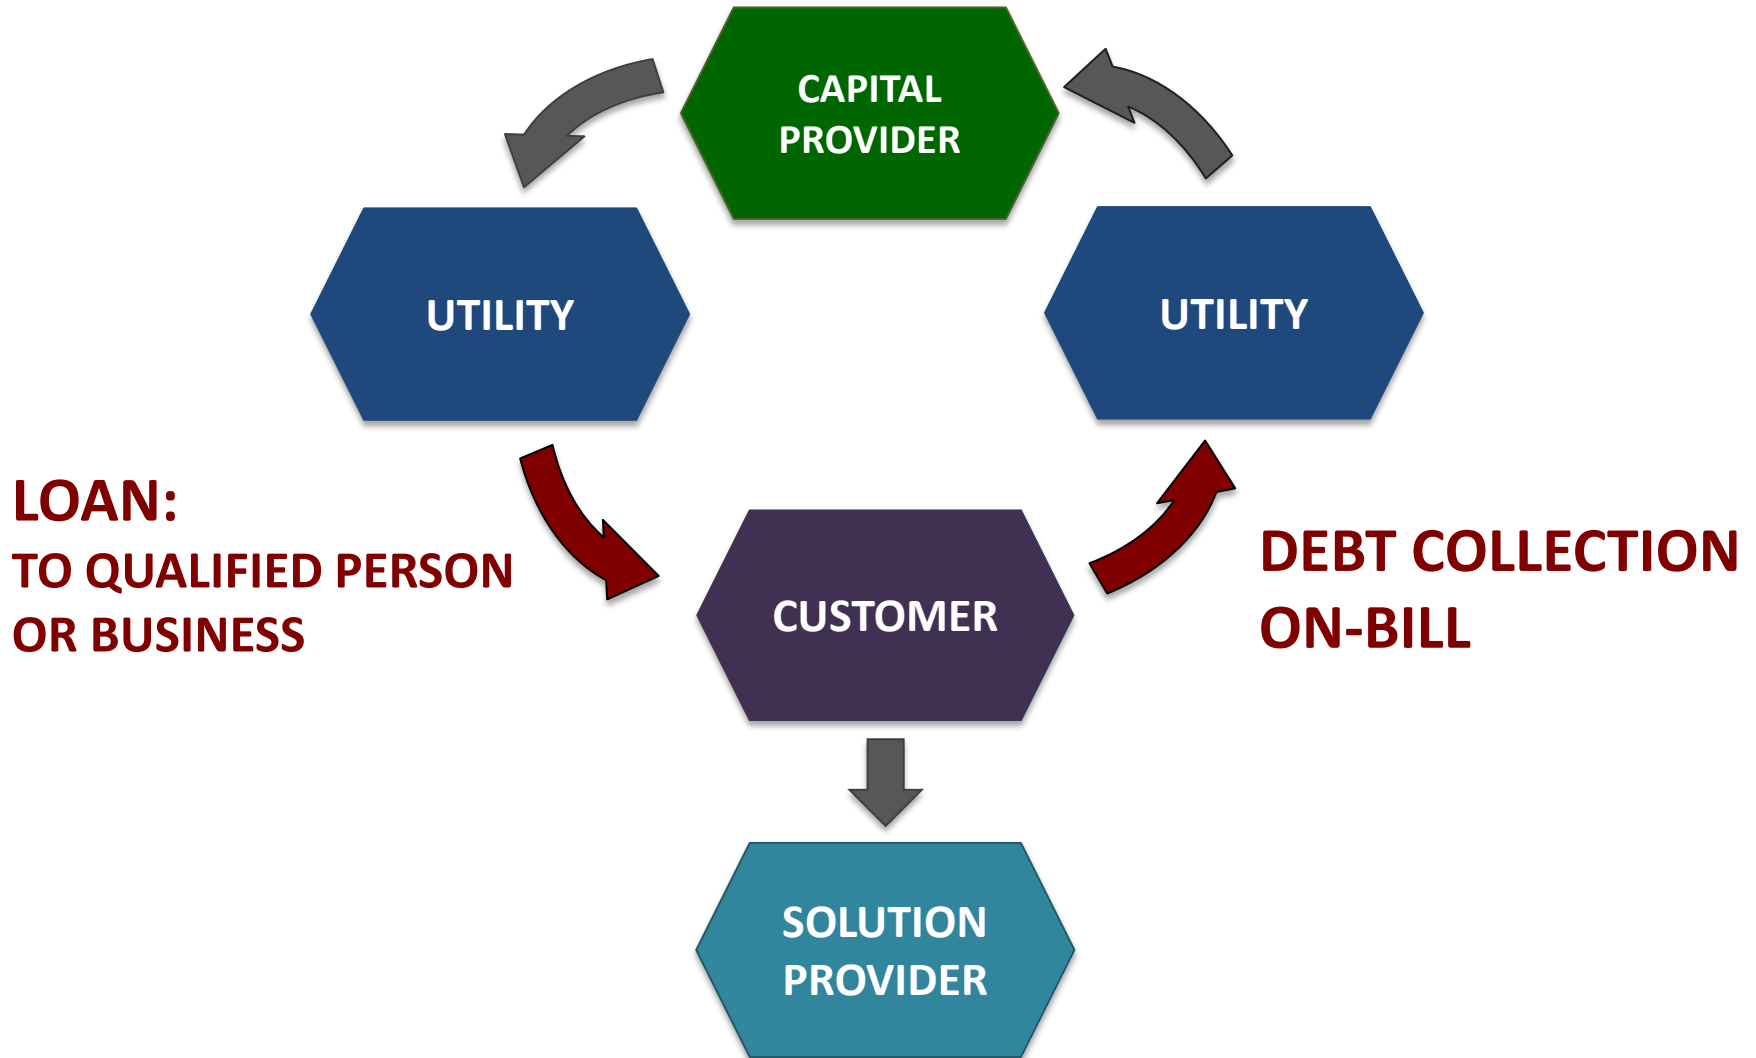 CAPITAL
PROVIDER
UTILITY
UTILITY
LOAN:
TO QUALIFIED PERSON
OR BUSINESS
DEBT COLLECTION
ON-BILL
CUSTOMER
SOLUTION
PROVIDER